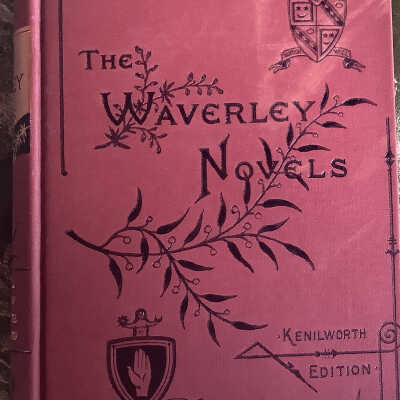 The
Waverley
Novels
· Kenilworth
Edition ·